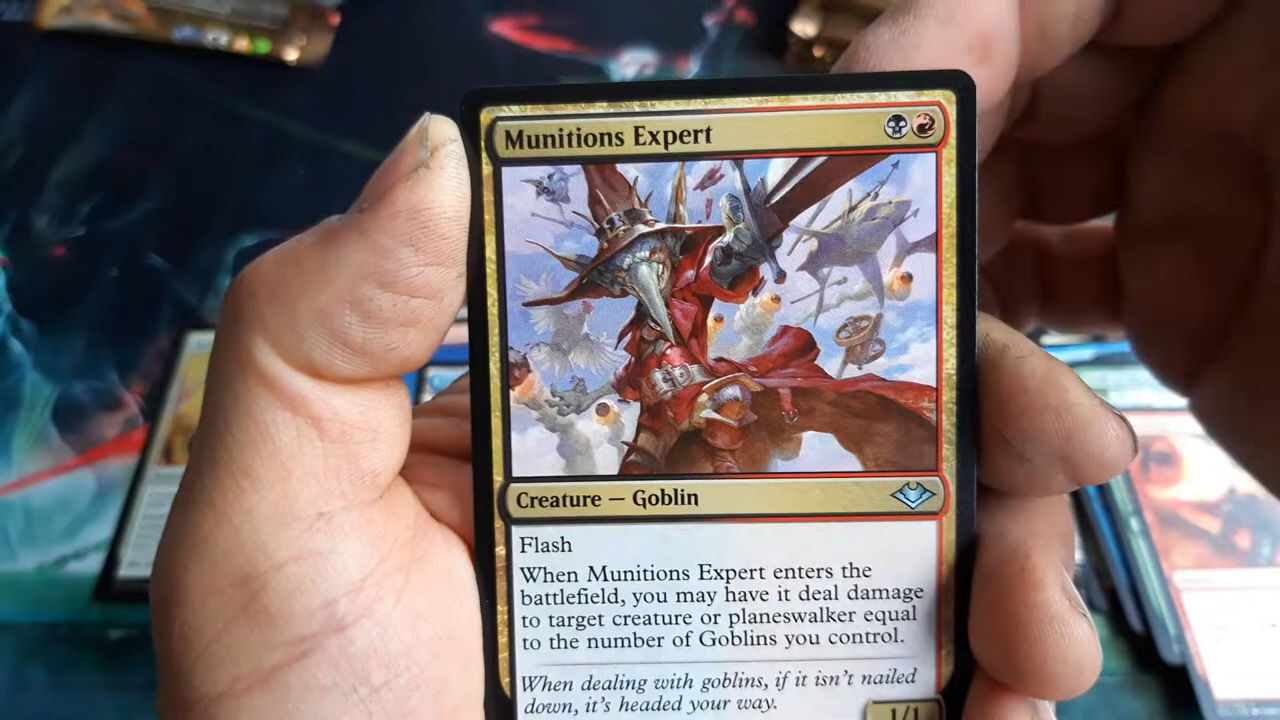 Munitions Expert
Creature — Goblin
Flash
When Munitions Expert enters the
battlefield, you may have it deal damage
to target creature or planeswalker equal
to the number of Goblins you control.
When dealing with goblins, if it isn't nailed
down, it's headed your way.
1/1